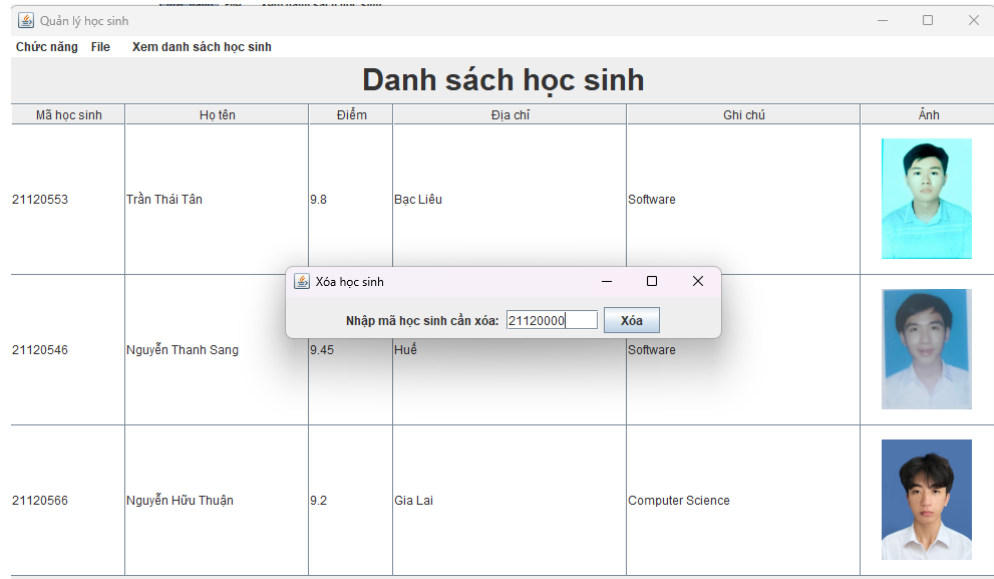 Quản lý học sinh
Chức năng File Xem danh sách học sinh
Danh sách học sinh
Mã học sinh Họ tên Điểm Địa chỉ Ghi chú Ảnh
21120553 Trần Thái Tân 9.8 Bạc Liêu Software
Xóa học sinh
Nhập mã học sinh cần xóa: 21120000 Xóa
21120546 Nguyễn Thanh Sang 9.45 Huế Software
21120566 Nguyễn Hữu Thuận 9.2 Gia Lai Computer Science